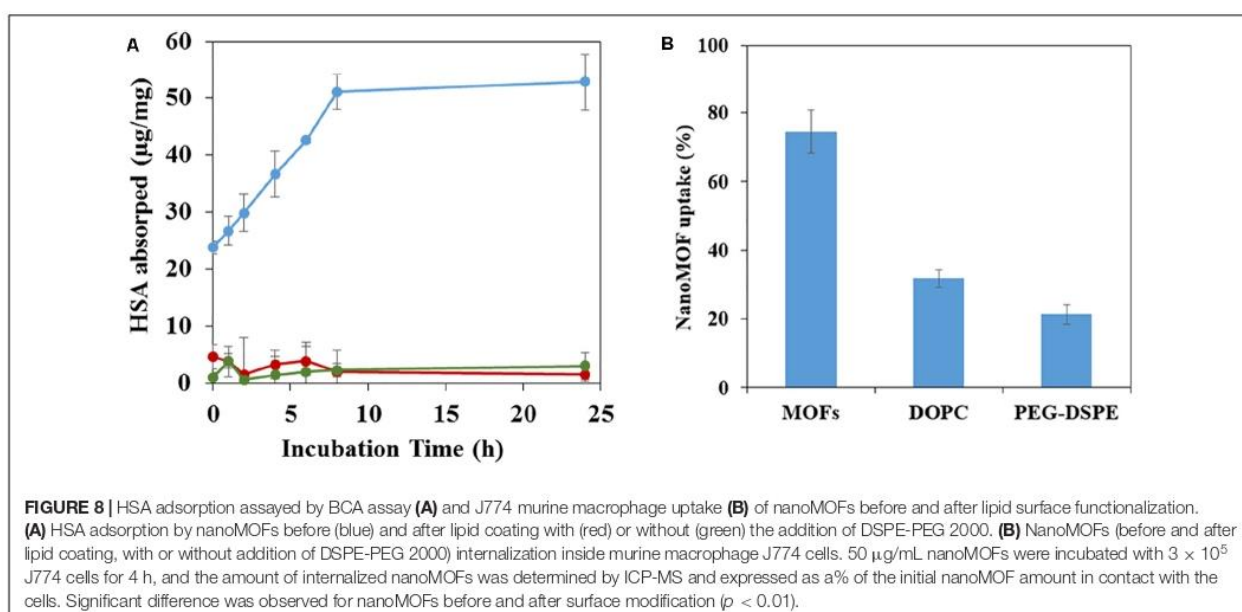 A
60
50
40
30
20
10
0
HSA absorped (µg/mg)
0
5
10
15
20
25
Incubation Time (h)
B
100
80
60
40
20
0
NanoMOF uptake (%)
MOFs
DOPC
PEG-DSPE
FIGURE 8 | HSA adsorption assayed by BCA assay (A) and J774 murine macrophage uptake (B) of nanoMOFs before and after lipid surface functionalization.
(A) HSA adsorption by nanoMOFs before (blue) and after lipid coating with (red) or without (green) the addition of DSPE-PEG 2000. (B) NanoMOFs (before and after
lipid coating, with or without addition of DSPE-PEG 2000) internalization inside murine macrophage J774 cells. 50 µg/mL nanoMOFs were incubated with 3 × 10⁵
J774 cells for 4 h, and the amount of internalized nanoMOFs was determined by ICP-MS and expressed as a% of the initial nanoMOF amount in contact with the
cells. Significant difference was observed for nanoMOFs before and after surface modification (p < 0.01).